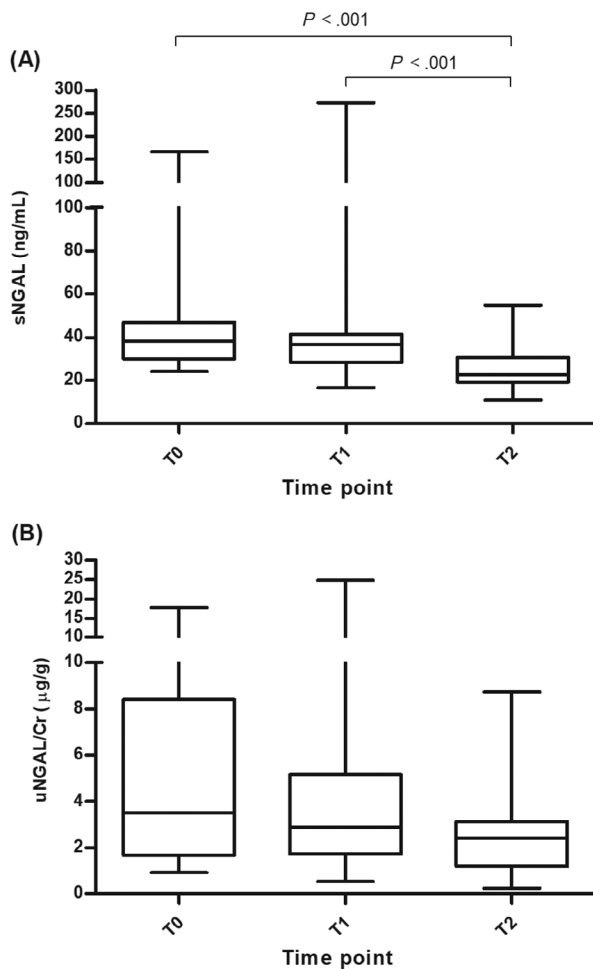 P < .001
(A)
P < .001
300
250
200
150
100
100
80
60
40
20
0
sNGAL (ng/mL)
T0
T1
T2
Time point
(B)
30
25
20
15
10
10
8
6
4
2
0
uNGAL/Cr (μg/g)
T0
T1
T2
Time point